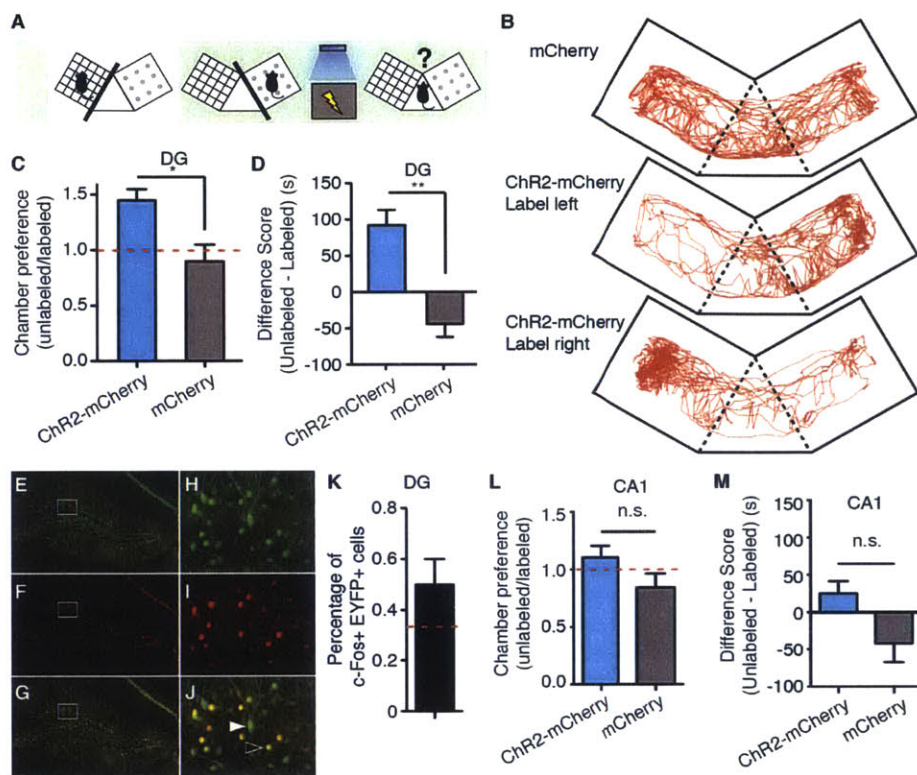 A
?
B
mCherry
ChR2-mCherry
Label left
ChR2-mCherry
Label right
C
DG
*
Chamber preference
(unlabeled/labeled)
1.5
1.0
0.5
0.0
ChR2-mCherry
mCherry
D
DG
**
Difference Score
(Unlabeled - Labeled) (s)
150
100
50
0
-50
-100
ChR2-mCherry
mCherry
E
F
G
H
I
J
K
DG
Percentage of
c-Fos+ EYFP+ cells
0.8
0.6
0.4
0.2
0
L
CA1
n.s.
Chamber preference
(unlabeled/labeled)
1.5
1.0
0.5
0.0
ChR2-mCherry
mCherry
M
CA1
n.s.
Difference Score
(Unlabeled - Labeled) (s)
150
100
50
0
-50
-100
ChR2-mCherry
mCherry